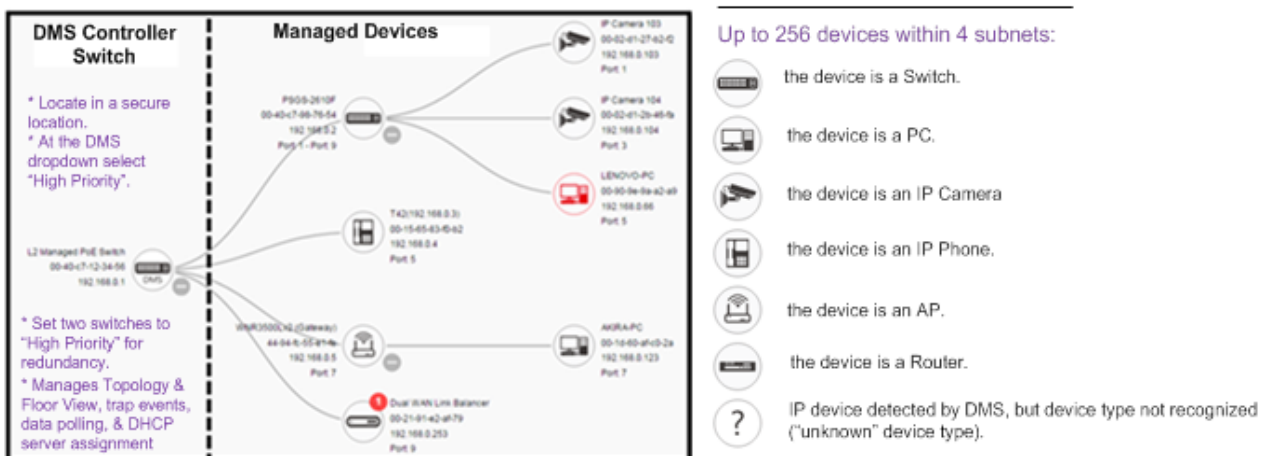 DMS Controller
Switch
* Locate in a secure
location.
* At the DMS
dropdown select
"High Priority".
L2 Managed PoE Switch
00-40-c7-12-34-56
192.168.0.1
DMS
* Set two switches to
"High Priority" for
redundancy.
* Manages Topology &
Floor View, trap events,
data polling, & DHCP
server assignment
Managed Devices
PSGS-2610F
00-40-c7-98-76-54
192.168.0.2
Port 1 - Port 9
IP Camera 103
00-02-d1-27-b2-f2
192.168.0.103
Port 1
IP Camera 104
00-02-d1-2b-46-fa
192.168.0.104
Port 3
LENOVO-PC
192.168.0.66
Port 5
T42(192.168.0.3)
00-15-65-63-f0-b2
192.168.0.4
Port 5
(Gateway)
192.168.0.5
Port 7
AKIRA-PC
00-1d-60-af-c0-2a
192.168.0.123
Port 7
1
Dual WAN Link Balancer
00-21-91-e2-af-79
192.168.0.253
Port 9
Up to 256 devices within 4 subnets:
the device is a Switch.
the device is a PC.
the device is an IP Camera
the device is an IP Phone.
the device is an AP.
the device is a Router.
?
IP device detected by DMS, but device type not recognized
("unknown" device type).